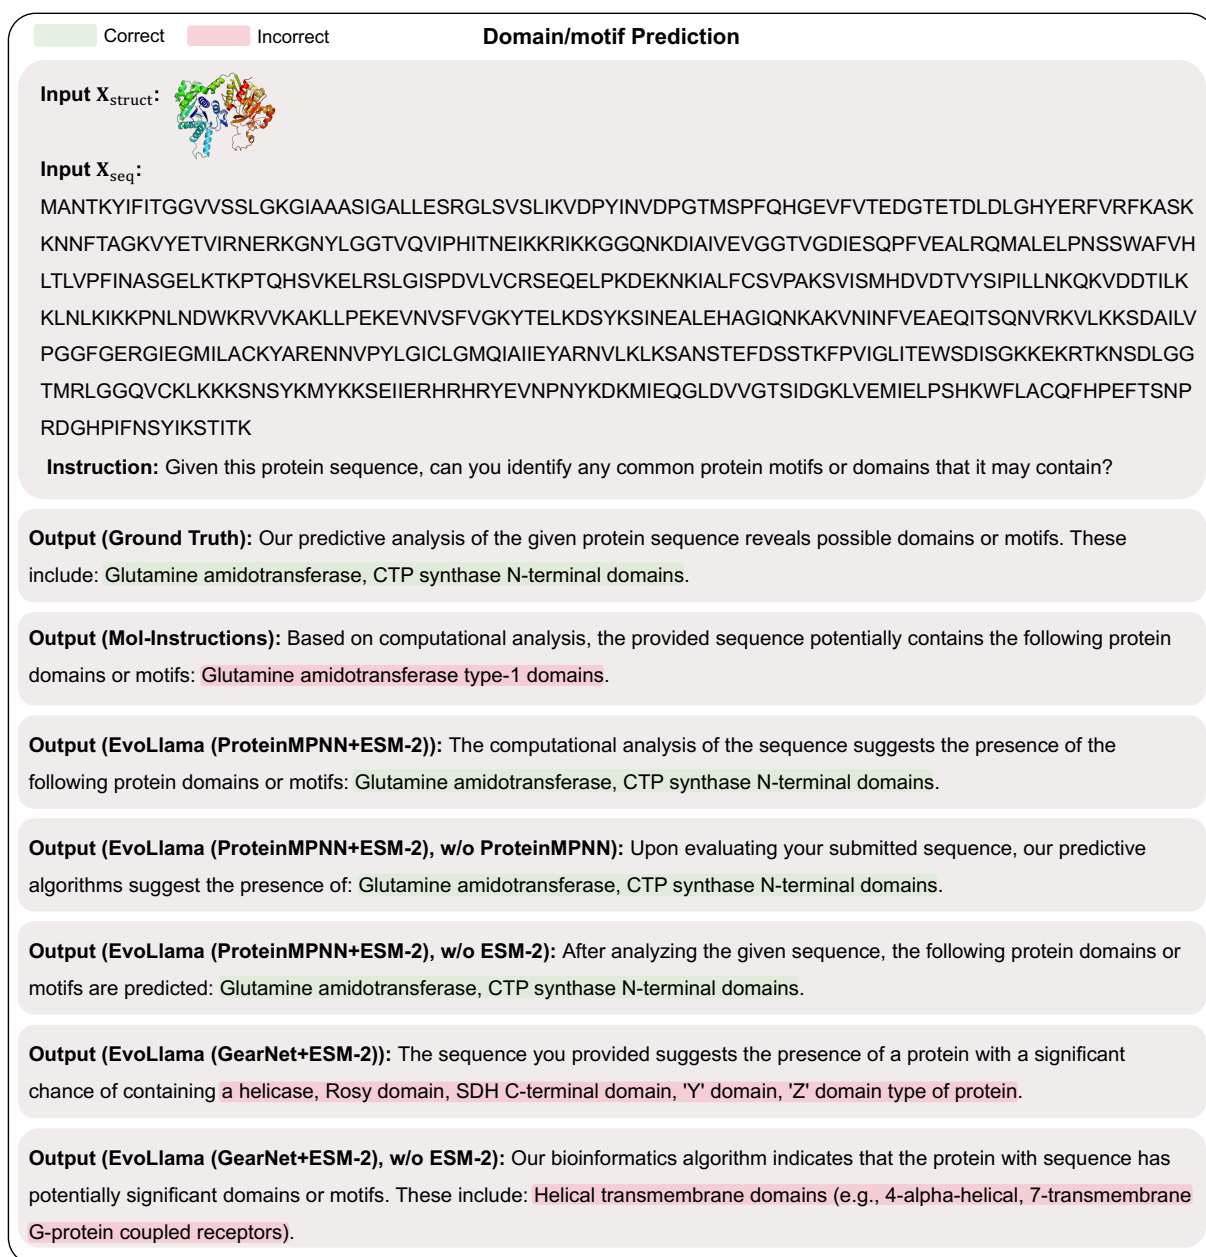 Correct Incorrect Domain/motif Prediction
Input X_struct:
Input X_seq:
MANTKYIFITGGVVSSLGKGIAAASIGALLESRGLSVSLIKVDPYINVDPGTMSPFQHGEVFVTEDGTETDLDLGHYERFVRFKASK
KNNFTAGKVYETVIRNERKGNYLGGTVQVIPHITNEIKKRIKKGGQNKDIAIVEVGGTVGDIESQPFVEALRQMALELPNSSWAFVH
LTLVPFINASGELKTKPTQHSVKELRSLGISPDVLVCRSEQELPKDEKNKIALFCSVPAKSVISMHDVDTVYSIPILLNKQKVDDTILK
KLNLKIKKPNLNDWKRVVKAKLLPEKEVNVSFVGKYTELKDSYKSINEALEHAGIQNKAKVNINFVEAEQITSQNVRKVLKKSDAILV
PGGFGERGIEGMILACKYARENNVPYLGICLGMQIAIIEYARNVLKLKSANSTEFDSSTKFPVIGLITEWSDISGKKEKRTKNSDLGG
TMRLGGQVCKLKKKSNSYKMYKKSEIIERHRHRYEVNPNYKDKMIEQGLDVVGTSIDGKLVEMIELPSHKWFLACQFHPEFTSNP
RDGHPIFNSYIKSTITK
Instruction: Given this protein sequence, can you identify any common protein motifs or domains that it may contain?
Output (Ground Truth): Our predictive analysis of the given protein sequence reveals possible domains or motifs. These
include: Glutamine amidotransferase, CTP synthase N-terminal domains.
Output (Mol-Instructions): Based on computational analysis, the provided sequence potentially contains the following protein
domains or motifs: Glutamine amidotransferase type-1 domains.
Output (EvoLlama (ProteinMPNN+ESM-2)): The computational analysis of the sequence suggests the presence of the
following protein domains or motifs: Glutamine amidotransferase, CTP synthase N-terminal domains.
Output (EvoLlama (ProteinMPNN+ESM-2), w/o ProteinMPNN): Upon evaluating your submitted sequence, our predictive
algorithms suggest the presence of: Glutamine amidotransferase, CTP synthase N-terminal domains.
Output (EvoLlama (ProteinMPNN+ESM-2), w/o ESM-2): After analyzing the given sequence, the following protein domains or
motifs are predicted: Glutamine amidotransferase, CTP synthase N-terminal domains.
Output (EvoLlama (GearNet+ESM-2)): The sequence you provided suggests the presence of a protein with a significant
chance of containing a helicase, Rosy domain, SDH C-terminal domain, 'Y' domain, 'Z' domain type of protein.
Output (EvoLlama (GearNet+ESM-2), w/o ESM-2): Our bioinformatics algorithm indicates that the protein with sequence has
potentially significant domains or motifs. These include: Helical transmembrane domains (e.g., 4-alpha-helical, 7-transmembrane
G-protein coupled receptors).